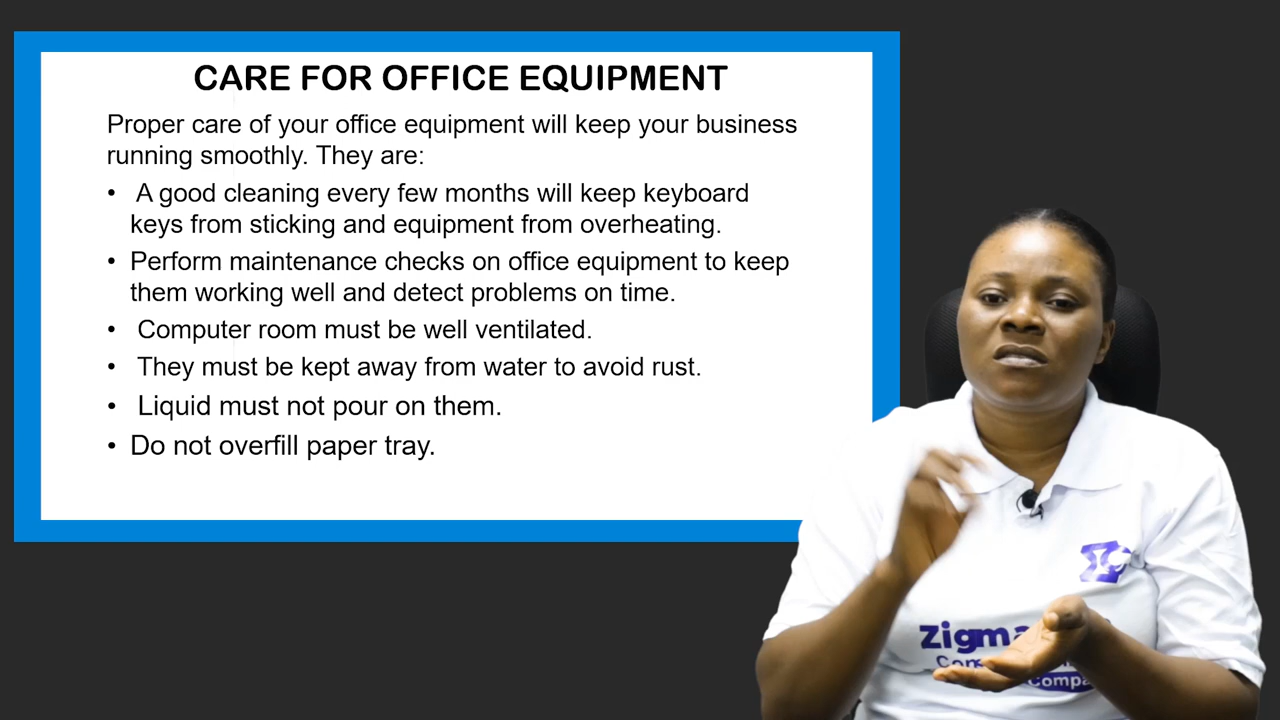 CARE FOR OFFICE EQUIPMENT
Proper care of your office equipment will keep your business
running smoothly. They are:
• A good cleaning every few months will keep keyboard
keys from sticking and equipment from overheating.
• Perform maintenance checks on office equipment to keep
them working well and detect problems on time.
• Computer room must be well ventilated.
• They must be kept away from water to avoid rust.
• Liquid must not pour on them.
• Do not overfill paper tray.